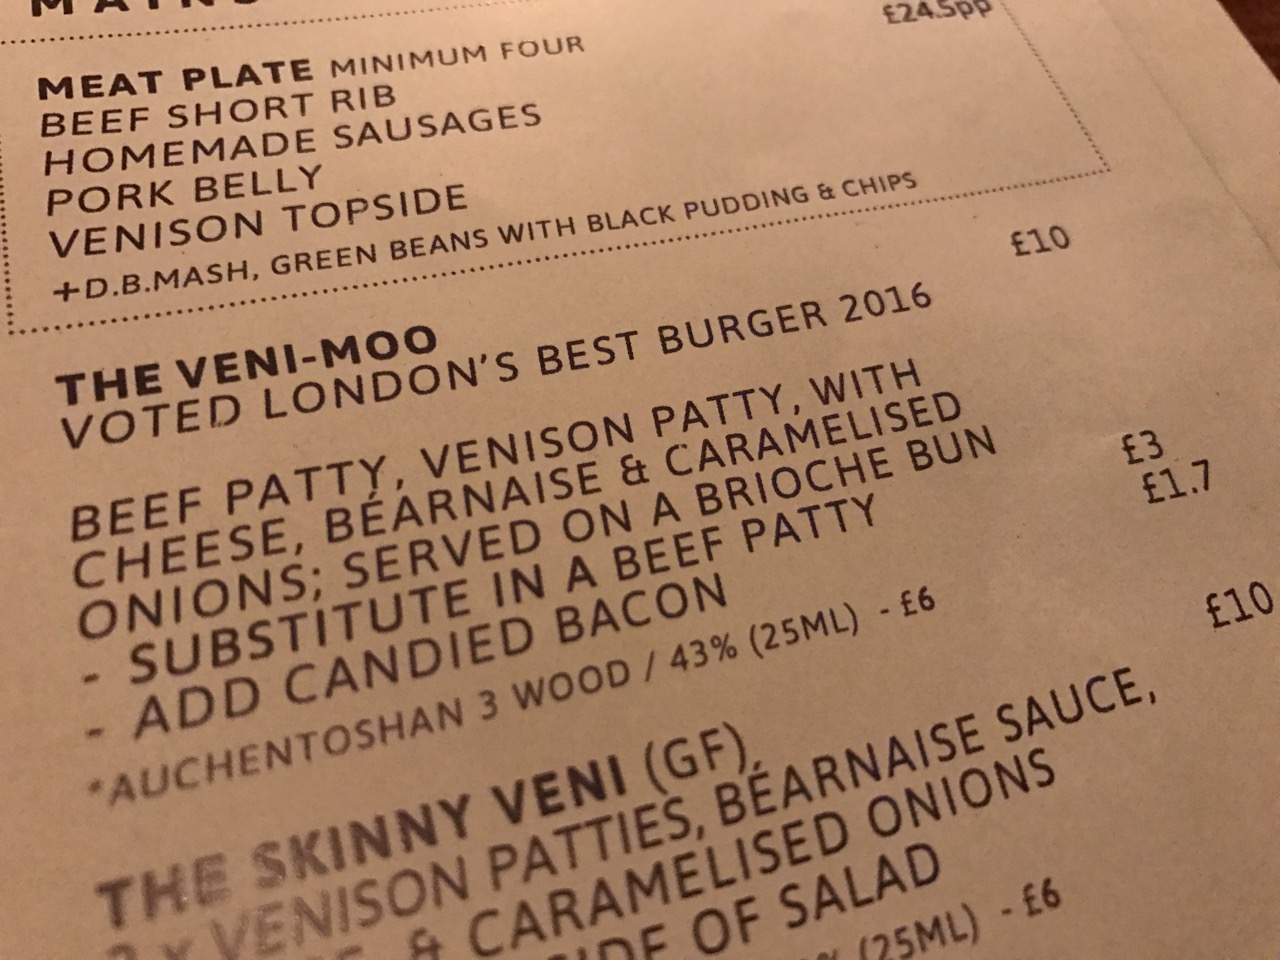 MAINS
£24.5pp
MEAT PLATE MINIMUM FOUR
BEEF SHORT RIB
HOMEMADE SAUSAGES
PORK BELLY
VENISON TOPSIDE
+D.B.MASH, GREEN BEANS WITH BLACK PUDDING & CHIPS
£10
THE VENI-MOO
VOTED LONDON'S BEST BURGER 2016
BEEF PATTY, VENISON PATTY, WITH
CHEESE, BÉARNAISE & CARAMELISED
ONIONS; SERVED ON A BRIOCHE BUN
- SUBSTITUTE IN A BEEF PATTY £3
- ADD CANDIED BACON £1.7
*AUCHENTOSHAN 3 WOOD / 43% (25ML) - £6
£10
THE SKINNY VENI (GF)
2 x VENISON PATTIES, BÉARNAISE SAUCE,
& CARAMELISED ONIONS
OF SALAD
(25ML) - £6